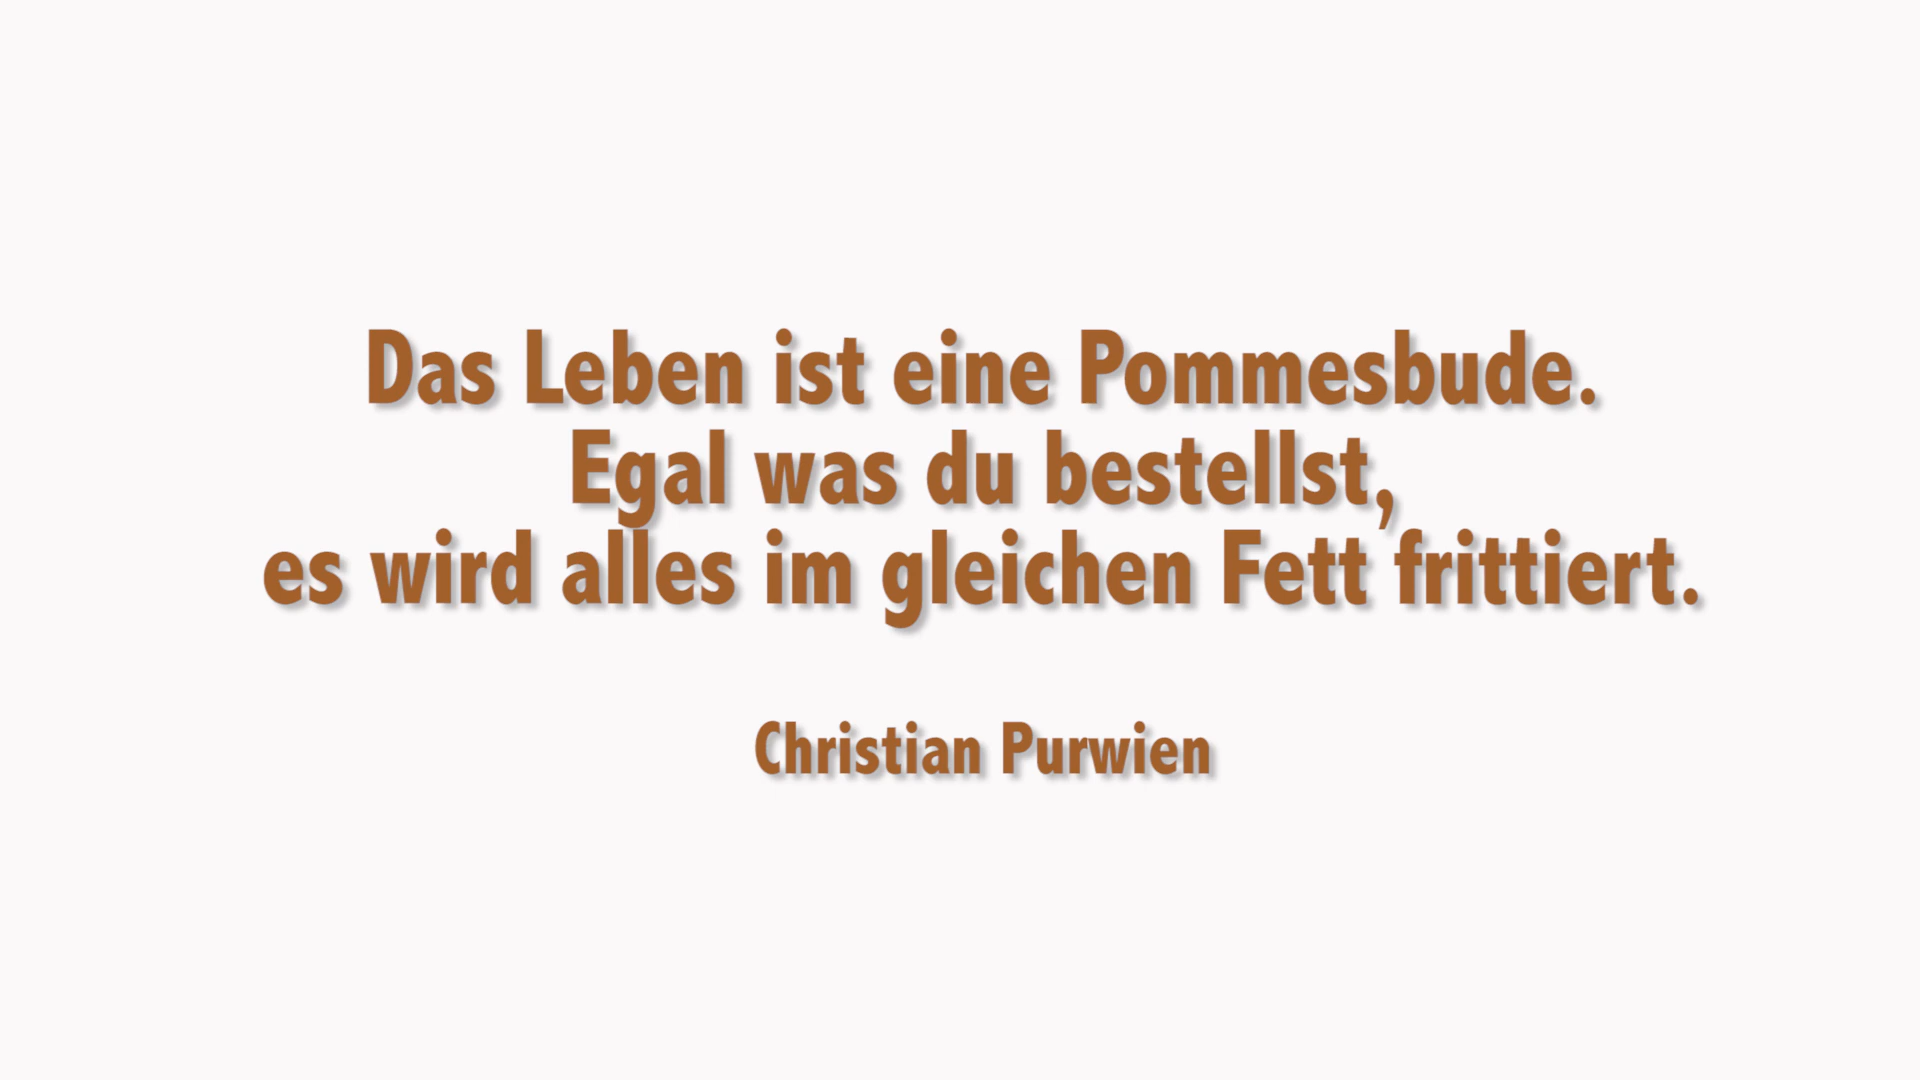 Das Leben ist eine Pommesbude.
Egal was du bestellst,
es wird alles im gleichen Fett frittiert.
Christian Purwien